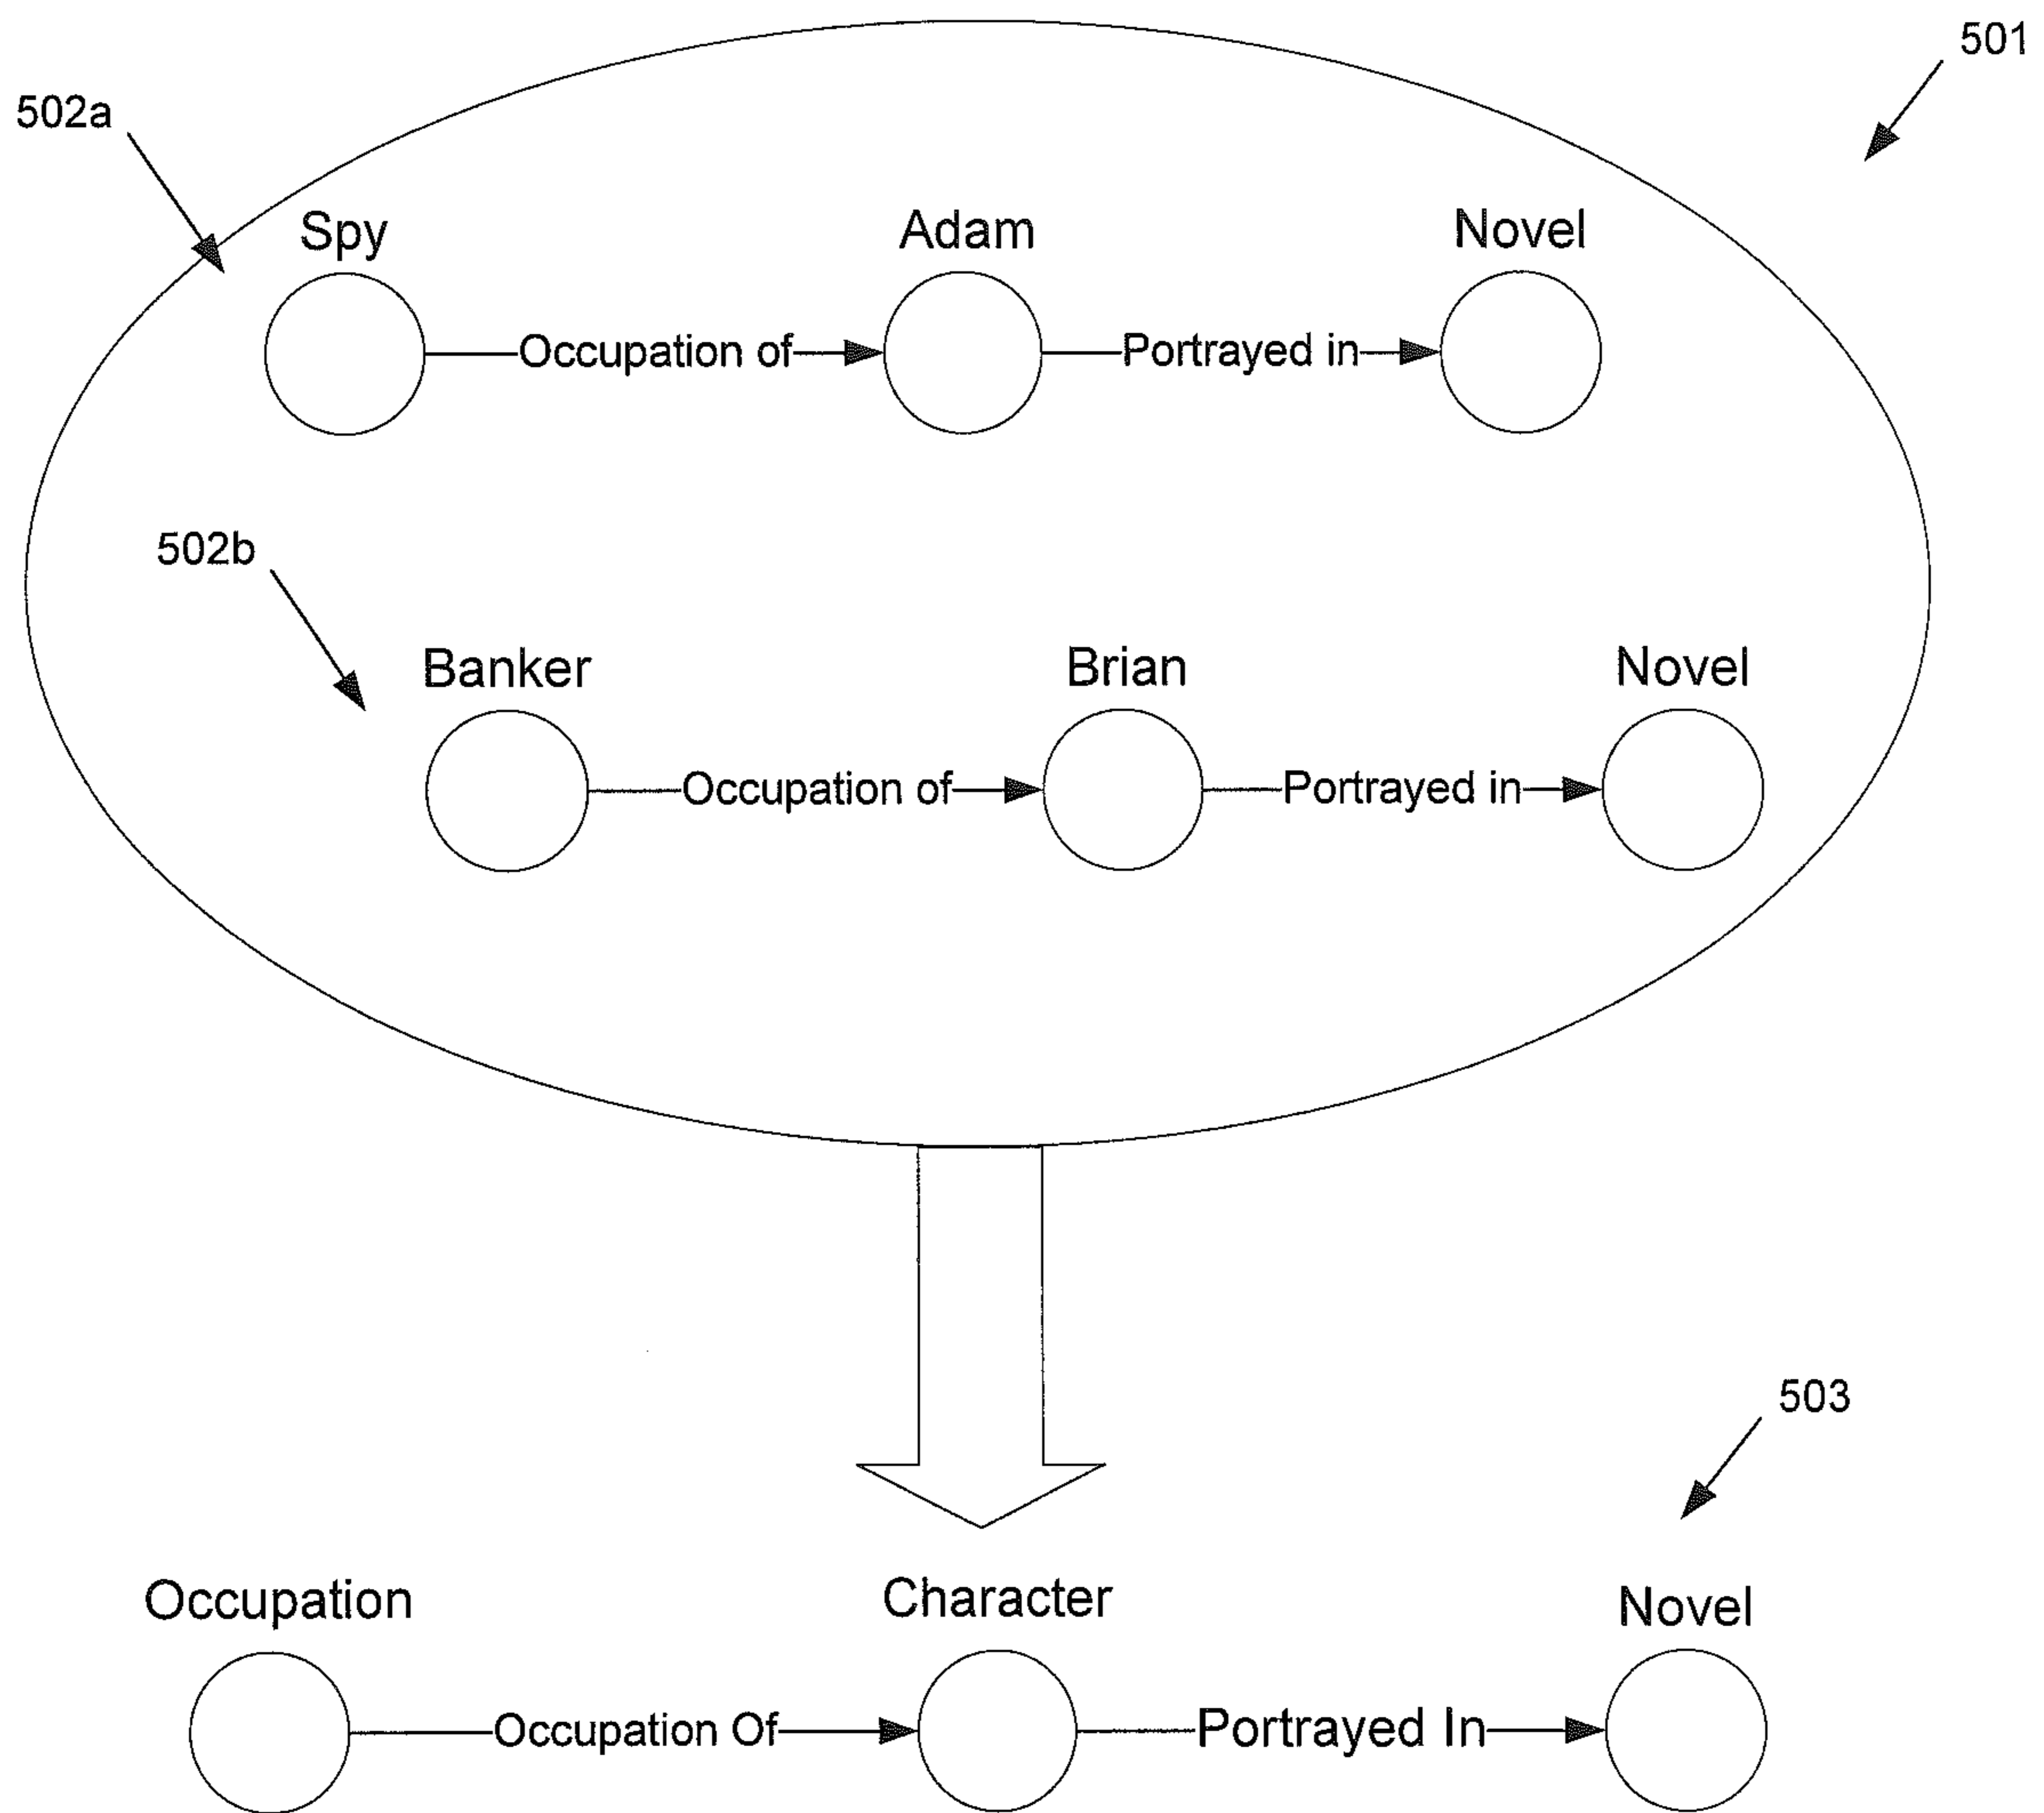 501
502a
Spy Adam Novel
Occupation of Portrayed in
502b
Banker Brian Novel
Occupation of Portrayed in
503
Occupation Character Novel
Occupation Of Portrayed In